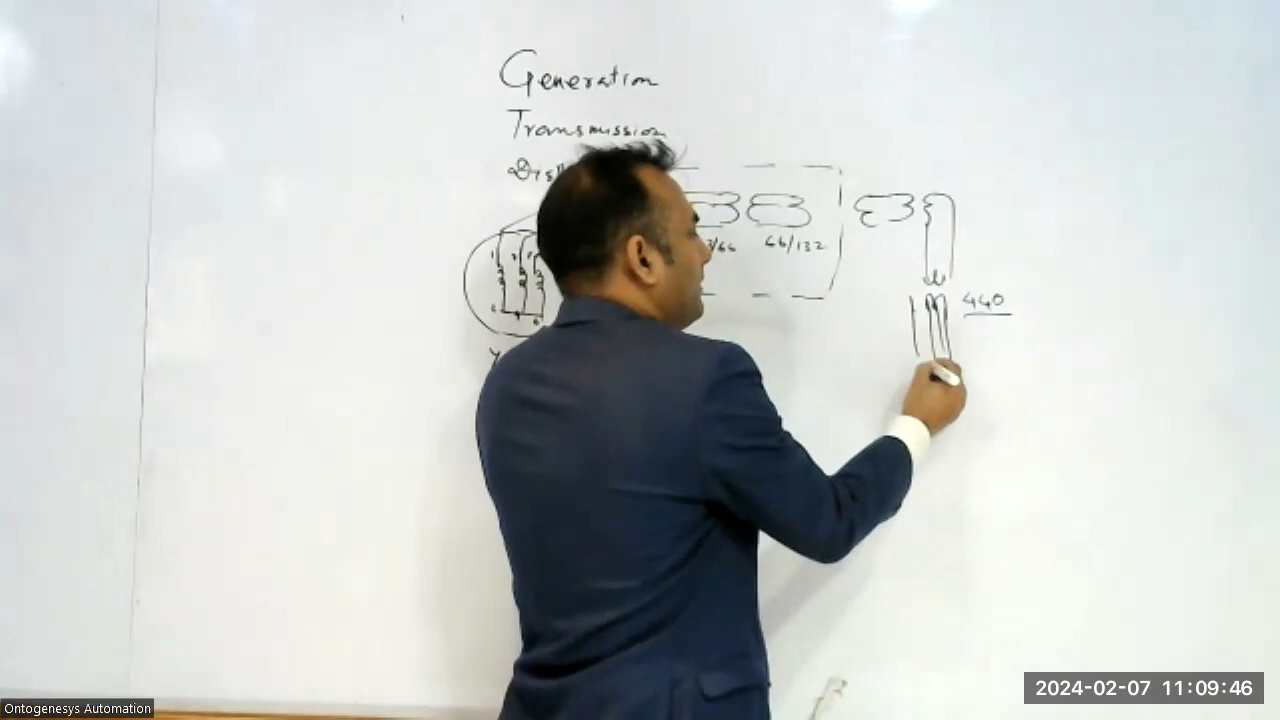 Generation
Transmission
66/132
440
Ontogenesys Automation
2024-02-07 11:09:46